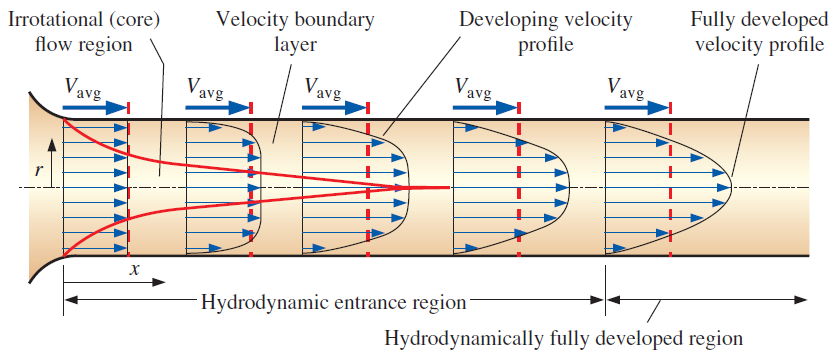 Irrotational (core)
flow region
Velocity boundary
layer
Developing velocity
profile
Fully developed
velocity profile
Vavg
Vavg
Vavg
Vavg
Vavg
r
x
Hydrodynamic entrance region
Hydrodynamically fully developed region